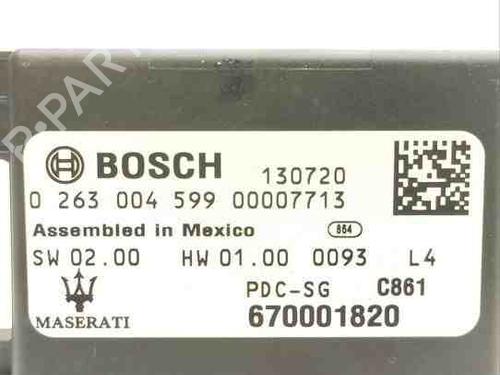 B-PARTS
BOSCH 130720
0 263 004 599 00007713
Assembled in Mexico 864
SW 02.00 HW 01.00 0093 L4
PDC-SG C861
MASERATI 670001820